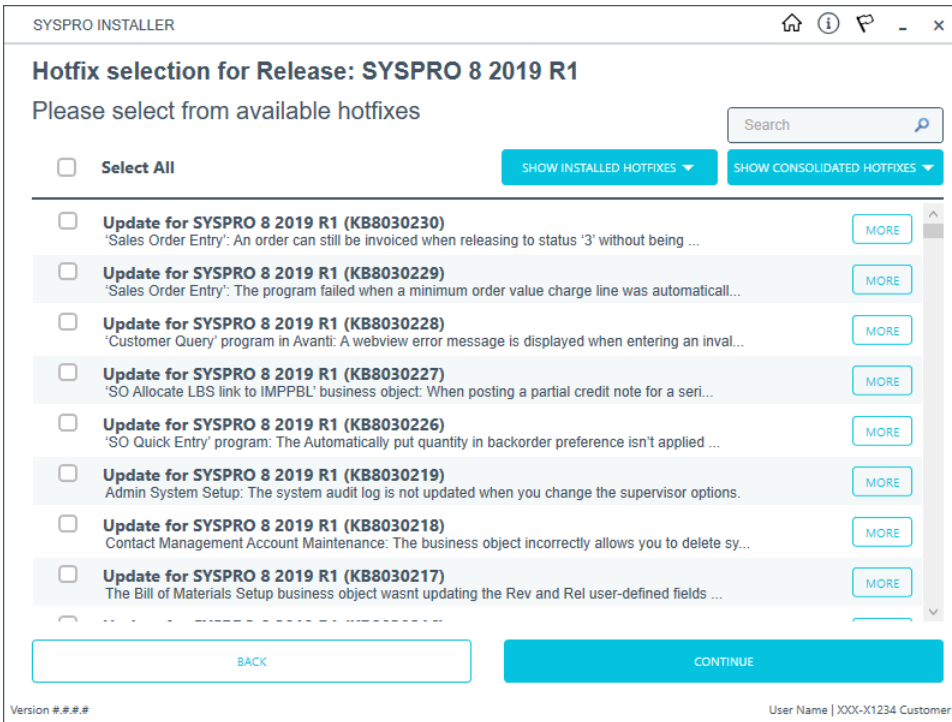 SYSPRO INSTALLER
Hotfix selection for Release: SYSPRO 8 2019 R1
Please select from available hotfixes
Search
Select All
SHOW INSTALLED HOTFIXES
SHOW CONSOLIDATED HOTFIXES
Update for SYSPRO 8 2019 R1 (KB8030230)
‘Sales Order Entry’: An order can still be invoiced when releasing to status ‘3’ without being ...
MORE
Update for SYSPRO 8 2019 R1 (KB8030229)
‘Sales Order Entry’: The program failed when a minimum order value charge line was automaticall...
MORE
Update for SYSPRO 8 2019 R1 (KB8030228)
‘Customer Query’ program in Avanti: A webview error message is displayed when entering an inval...
MORE
Update for SYSPRO 8 2019 R1 (KB8030227)
‘SO Allocate LBS link to IMPPBL’ business object: When posting a partial credit note for a seri...
MORE
Update for SYSPRO 8 2019 R1 (KB8030226)
‘SO Quick Entry’ program: The Automatically put quantity in backorder preference isn’t applied ...
MORE
Update for SYSPRO 8 2019 R1 (KB8030219)
Admin System Setup: The system audit log is not updated when you change the supervisor options.
MORE
Update for SYSPRO 8 2019 R1 (KB8030218)
Contact Management Account Maintenance: The business object incorrectly allows you to delete sy...
MORE
Update for SYSPRO 8 2019 R1 (KB8030217)
The Bill of Materials Setup business object wasnt updating the Rev and Rel user-defined fields ...
MORE
BACK
CONTINUE
Version #.#.#.#
User Name | XXX-X1234 Customer